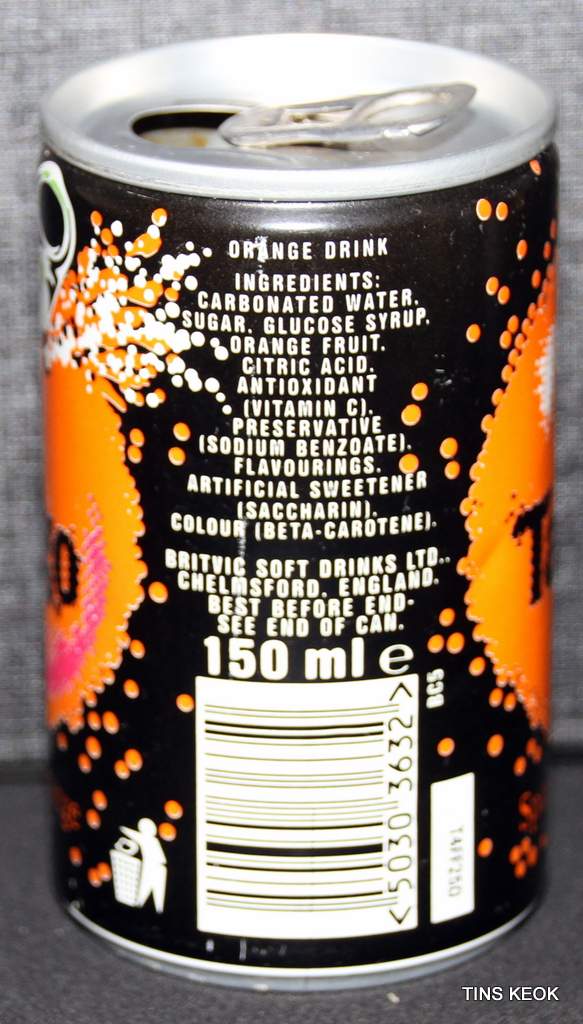 ORANGE DRINK
INGREDIENTS:
CARBONATED WATER,
SUGAR, GLUCOSE SYRUP,
ORANGE FRUIT,
CITRIC ACID,
ANTIOXIDANT
(VITAMIN C),
PRESERVATIVE
(SODIUM BENZOATE),
FLAVOURINGS,
ARTIFICIAL SWEETENER
(SACCHARIN),
COLOUR (BETA-CAROTENE).
BRITVIC SOFT DRINKS LTD.,
CHELMSFORD, ENGLAND.
BEST BEFORE END-
SEE END OF CAN.
150 ml e
BC5
<5030 3632>
TINS KEOK